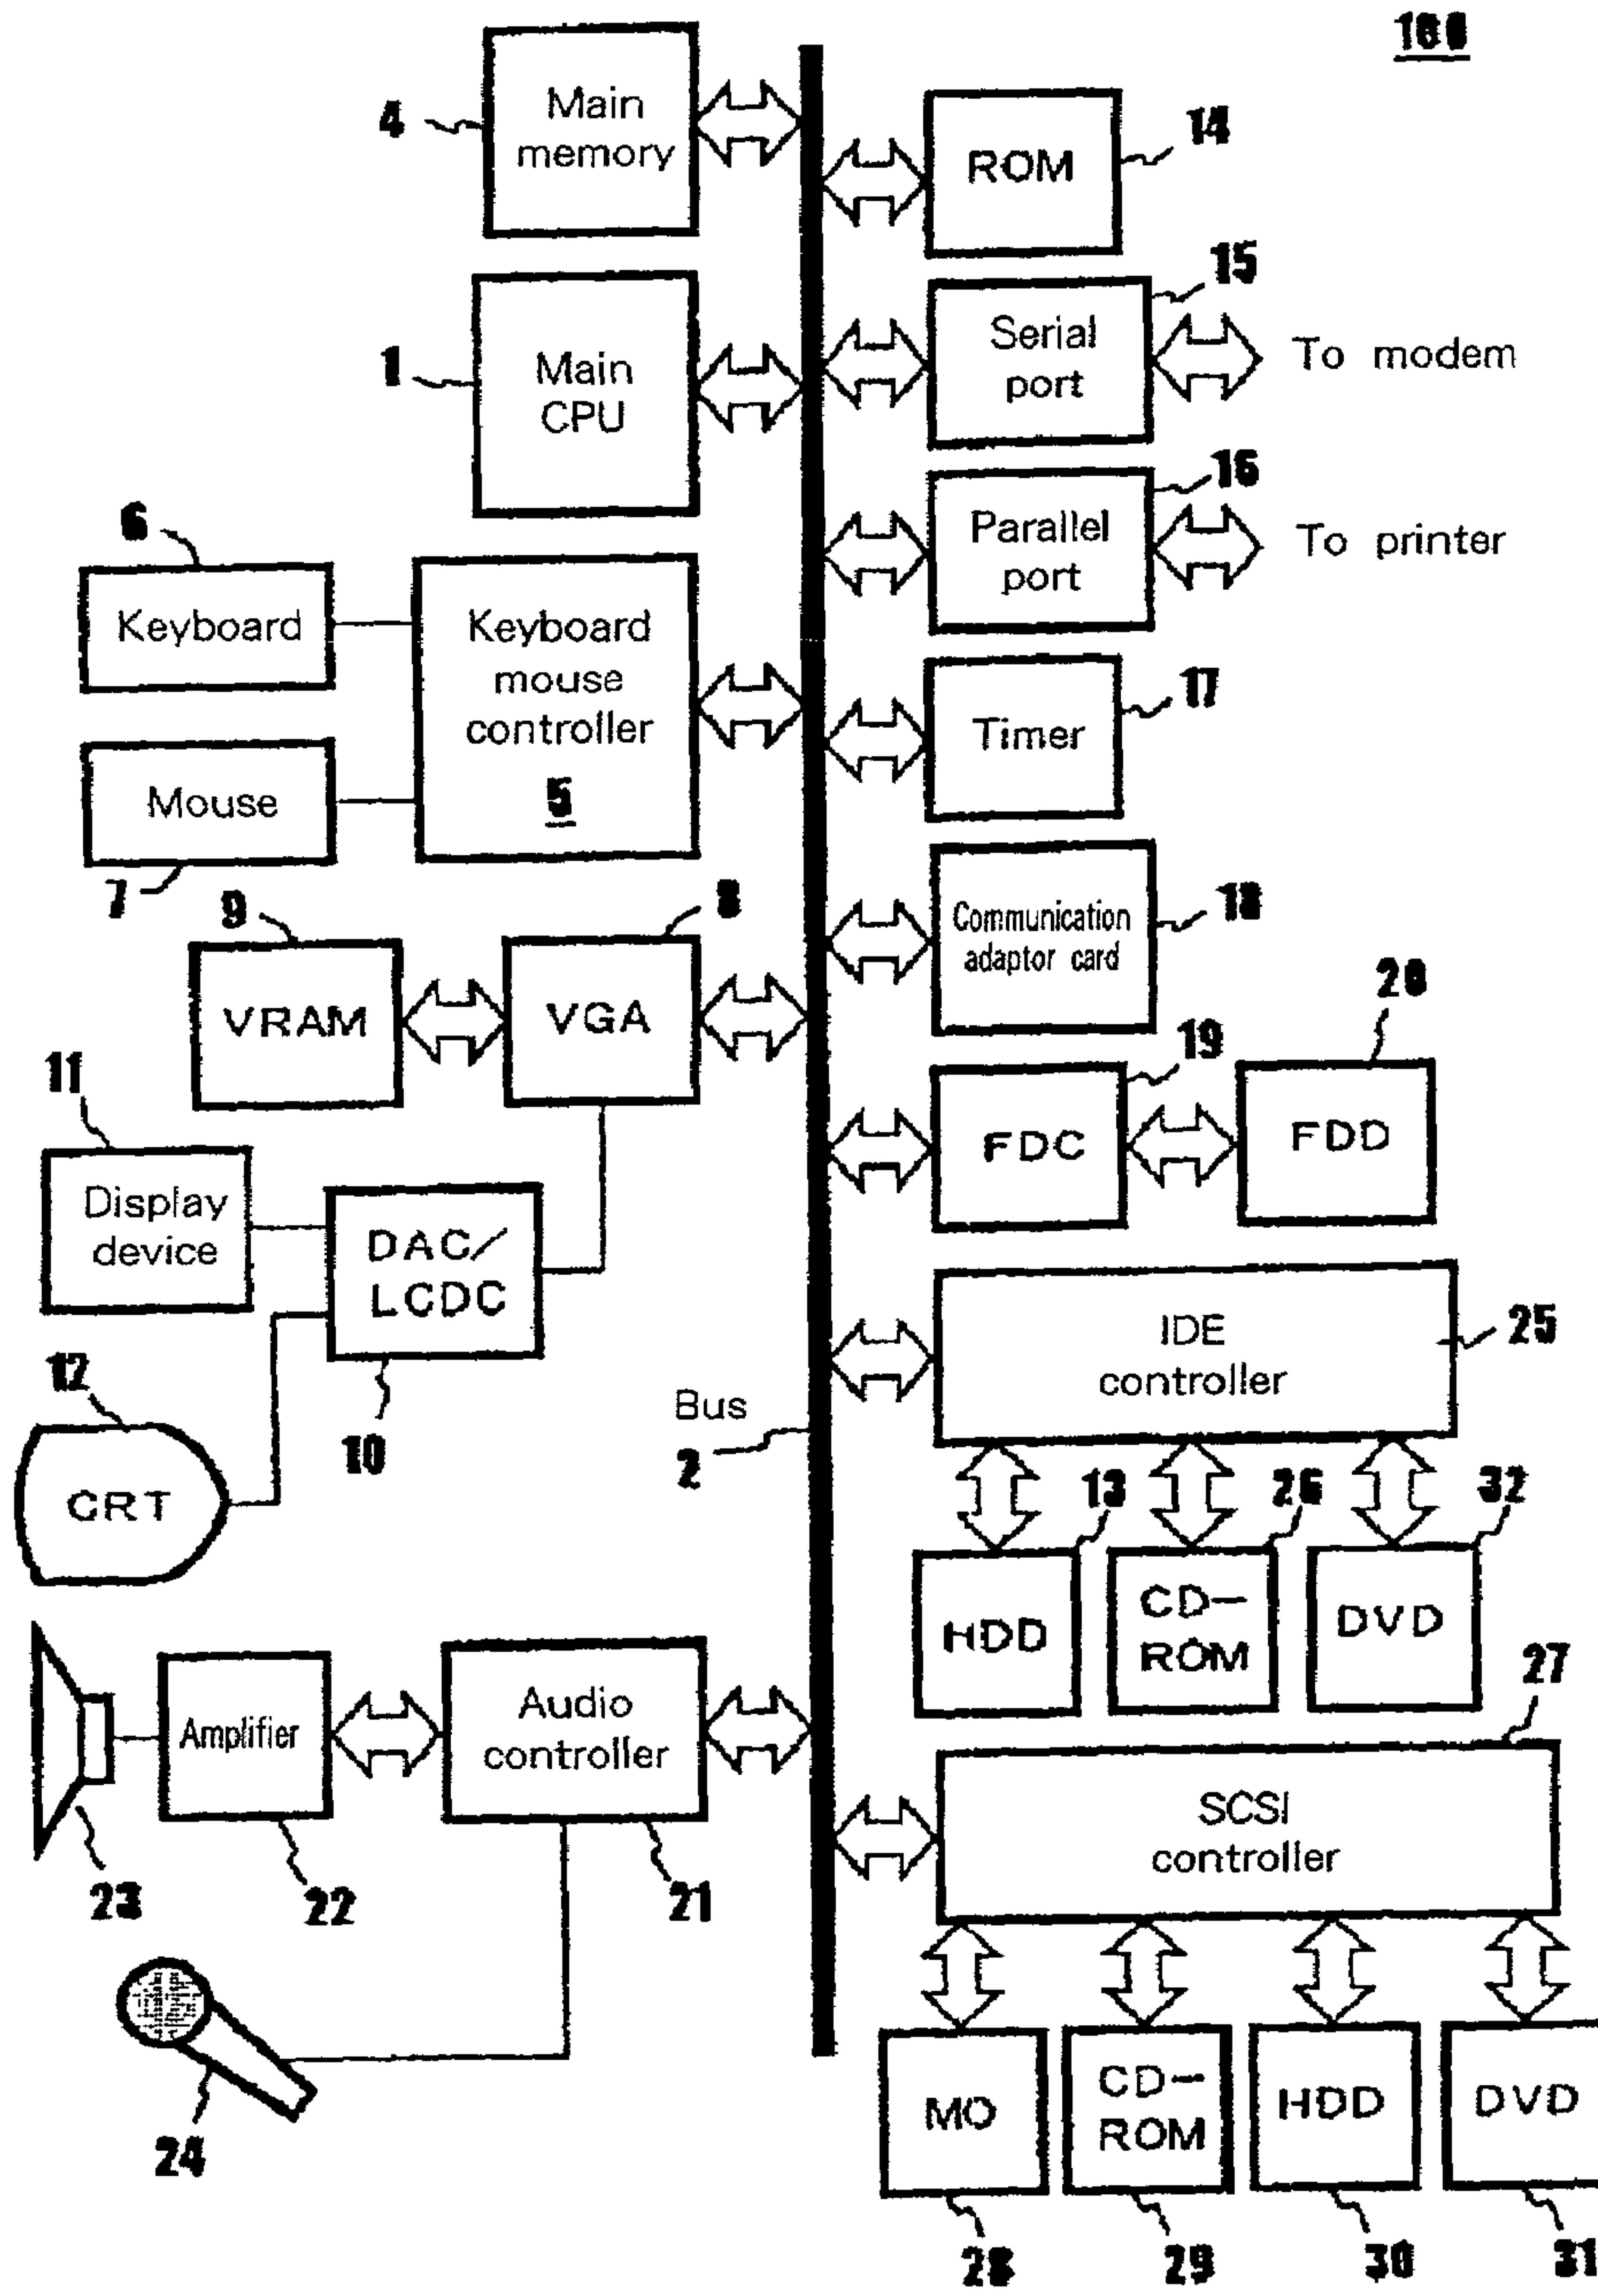 100
4
Main
memory
ROM
14
1
Main
CPU
15
Serial
port
To modem
16
Parallel
port
To printer
6
Keyboard
Keyboard
mouse
controller
5
Mouse
7
Timer
17
Communication
adaptor card
18
9
VRAM
8
VGA
19
FDC
20
FDD
11
Display
device
DAC/
LCDC
10
12
CRT
Bus
2
IDE
controller
25
13
HDD
26
CD-
ROM
32
DVD
Amplifier
Audio
controller
23
22
21
24
27
SCSI
controller
MO
CD-
ROM
HDD
DVD
28
29
30
31